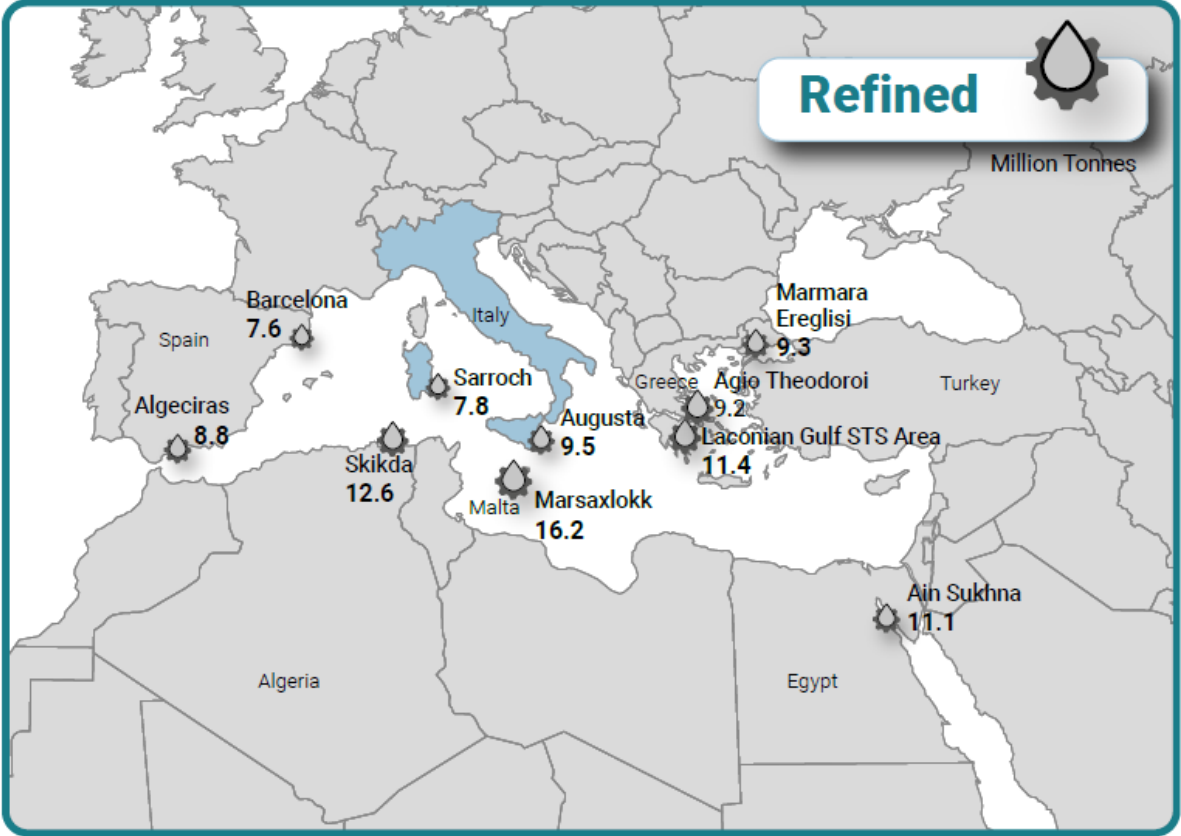 Refined
Million Tonnes
Barcelona
7.6
Spain
Italy
Marmara
Ereglisi
9.3
Sarroch
7.8
Greece
Agio Theodoroi
9.2
Turkey
Algeciras
8.8
Augusta
9.5
Laconian Gulf STS Area
11.4
Skikda
12.6
Malta
Marsaxlokk
16.2
Ain Sukhna
11.1
Algeria
Egypt